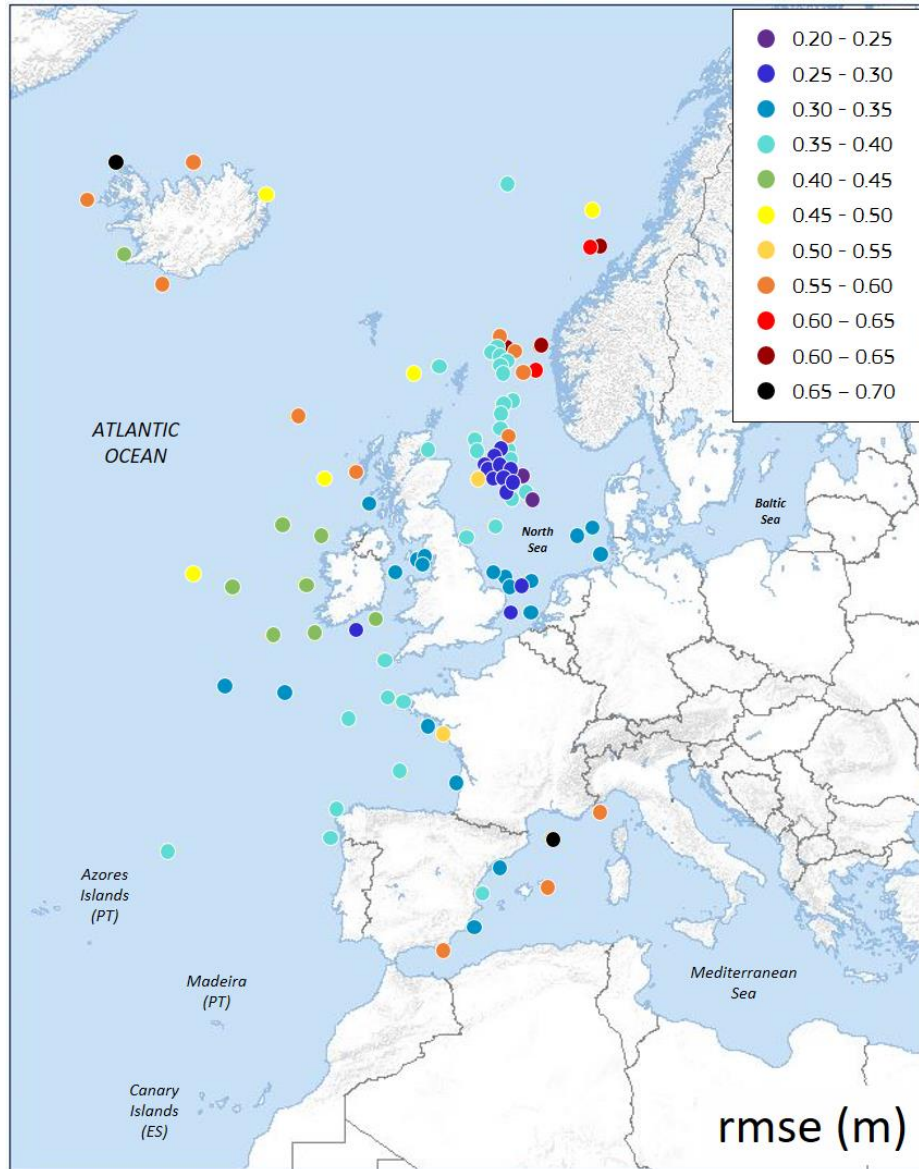 0.20 - 0.25
0.25 - 0.30
0.30 - 0.35
0.35 - 0.40
0.40 - 0.45
0.45 - 0.50
0.50 - 0.55
0.55 - 0.60
0.60 – 0.65
0.60 – 0.65
0.65 - 0.70
ATLANTIC
OCEAN
Baltic
Sea
North
Sea
Azores
Islands
(PT)
Madeira
(PT)
Mediterranean
Sea
Canary
Islands
(ES)
rmse (m)